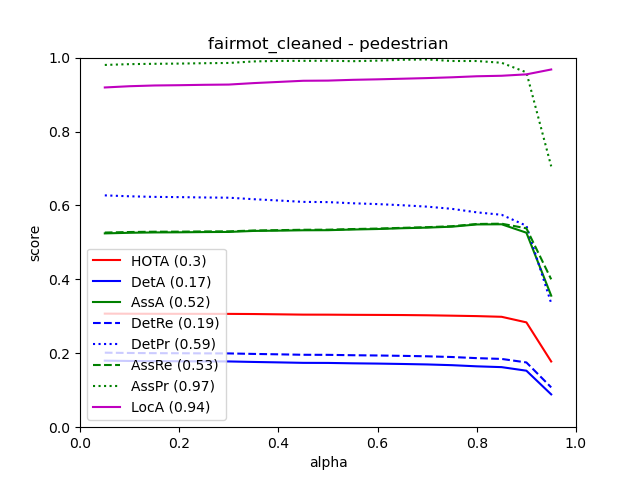 fairmot_cleaned - pedestrian
score
1.0
0.8
0.6
0.4
0.2
0.0
HOTA (0.3)
DetA (0.17)
AssA (0.52)
DetRe (0.19)
DetPr (0.59)
AssRe (0.53)
AssPr (0.97)
LocA (0.94)
0.0 0.2 0.4 0.6 0.8 1.0
alpha